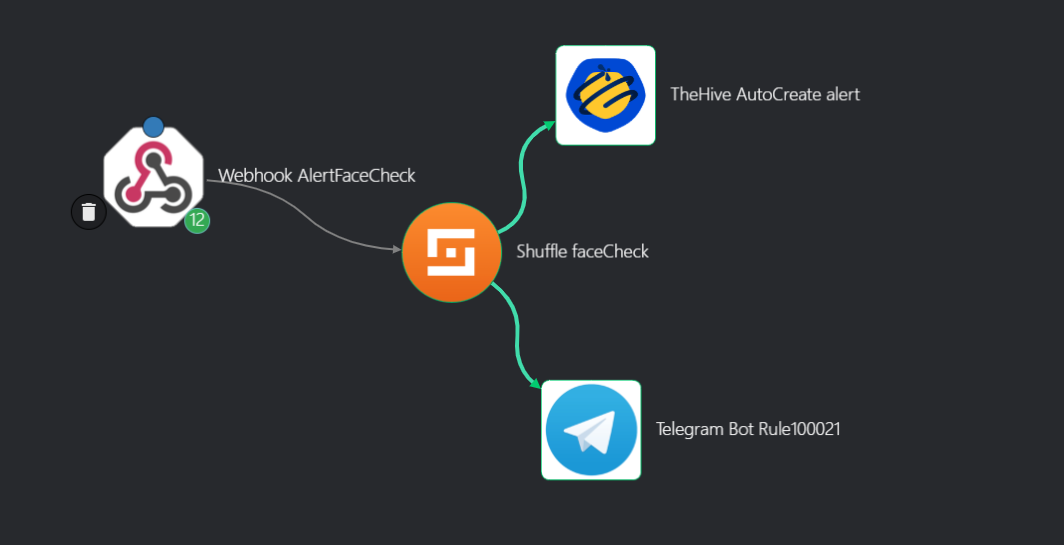 TheHive AutoCreate alert
Webhook AlertFaceCheck
12
Shuffle faceCheck
Telegram Bot Rule100021